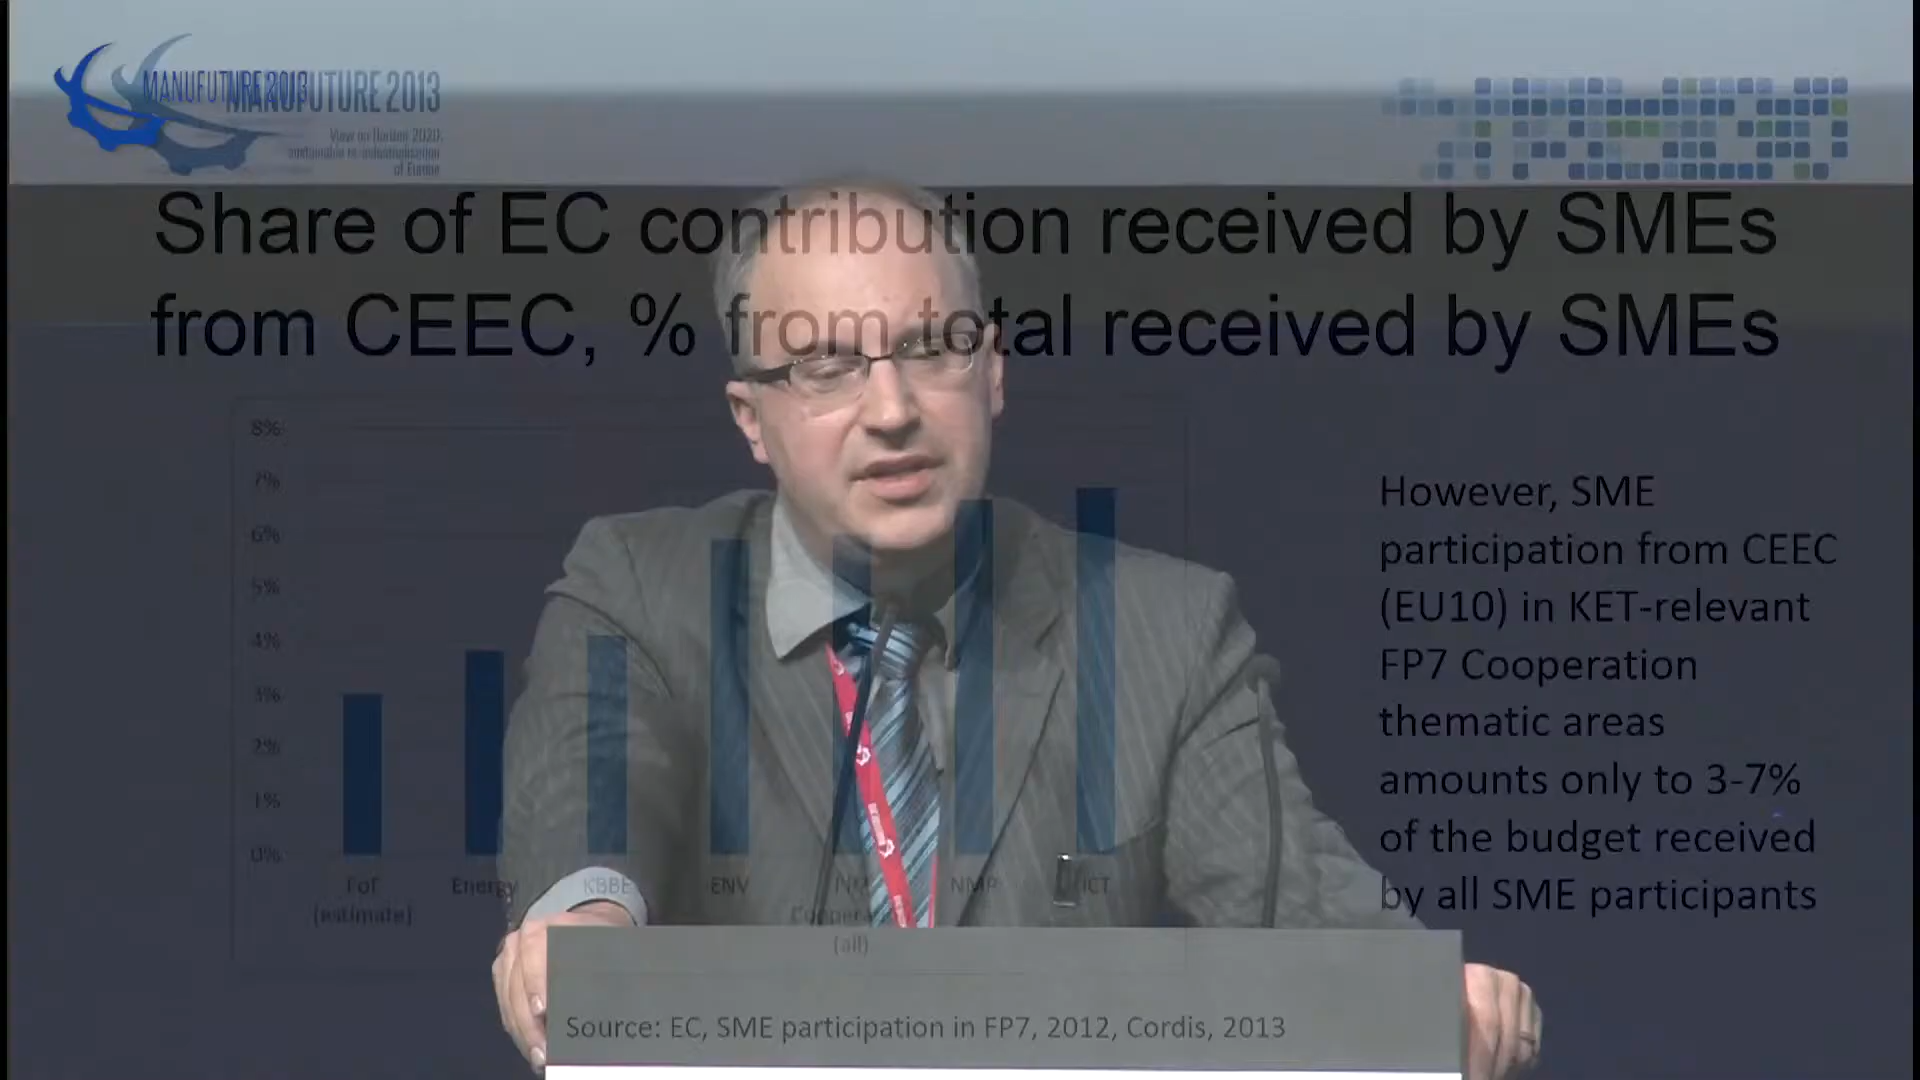 MANUFUTURE 2013
MANUFUTURE 2013
View on Horizon 2020:
sustainable re-industrialisation
of Europe
Share of EC contribution received by SMEs
from CEEC, % from total received by SMEs
8%
7%
6%
5%
4%
3%
2%
1%
0%
FoF
(estimate)
Energy
KBBE
ENV
NMP
ICT
(all)
However, SME
participation from CEEC
(EU10) in KET-relevant
FP7 Cooperation
thematic areas
amounts only to 3-7%
of the budget received
by all SME participants
Source: EC, SME participation in FP7, 2012, Cordis, 2013